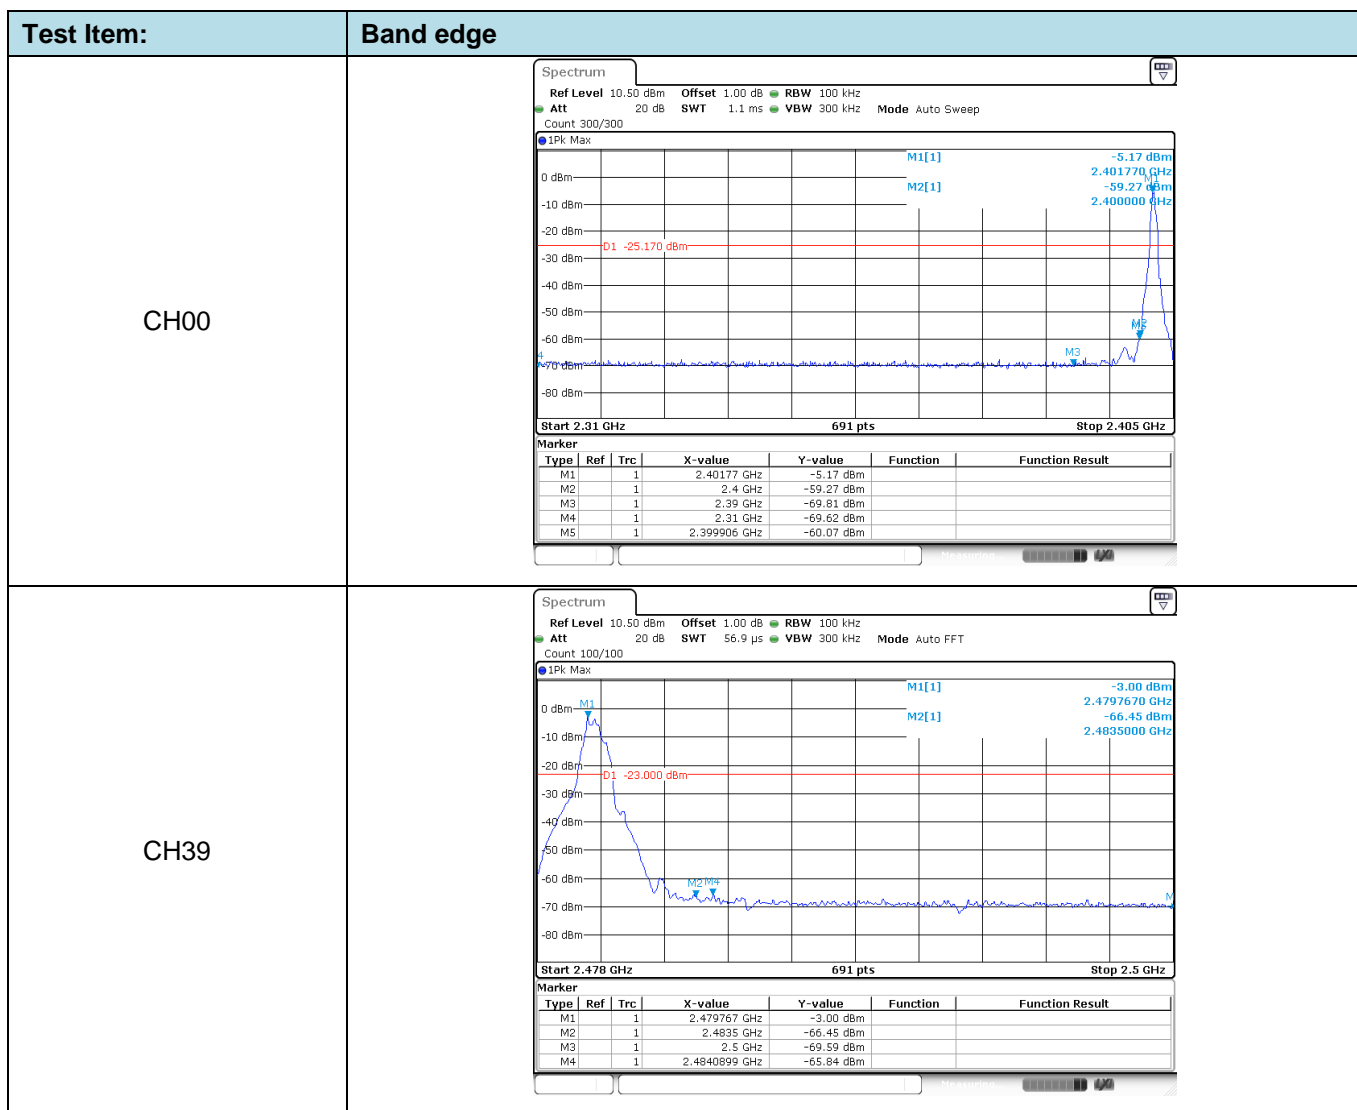 Test Item: Band edge
CH00
Spectrum
Ref Level 10.50 dBm Offset 1.00 dB RBW 100 kHz
Att 20 dB SWT 1.1 ms VBW 300 kHz Mode Auto Sweep
Count 300/300
1Pk Max
M1[1] -5.17 dBm
2.401770 GHz
M2[1] -59.27 dBm
2.400000 GHz
M1
0 dBm
-10 dBm
-20 dBm
D1 -25.170 dBm
-30 dBm
-40 dBm
-50 dBm
M2
-60 dBm
M3
4
-70 dBm
-80 dBm
Start 2.31 GHz 691 pts Stop 2.405 GHz
Marker
Type Ref Trc X-value Y-value Function Function Result
M1 1 2.40177 GHz -5.17 dBm
M2 1 2.4 GHz -59.27 dBm
M3 1 2.39 GHz -69.81 dBm
M4 1 2.31 GHz -69.62 dBm
M5 1 2.399906 GHz -60.07 dBm
Measuring...
CH39
Spectrum
Ref Level 10.50 dBm Offset 1.00 dB RBW 100 kHz
Att 20 dB SWT 56.9 µs VBW 300 kHz Mode Auto FFT
Count 100/100
1Pk Max
M1[1] -3.00 dBm
2.4797670 GHz
M2[1] -66.45 dBm
2.4835000 GHz
M1
0 dBm
-10 dBm
-20 dBm
D1 -23.000 dBm
-30 dBm
-40 dBm
-50 dBm
-60 dBm
M2 M4
M
-70 dBm
-80 dBm
Start 2.478 GHz 691 pts Stop 2.5 GHz
Marker
Type Ref Trc X-value Y-value Function Function Result
M1 1 2.479767 GHz -3.00 dBm
M2 1 2.4835 GHz -66.45 dBm
M3 1 2.5 GHz -69.59 dBm
M4 1 2.4840899 GHz -65.84 dBm
Measuring...